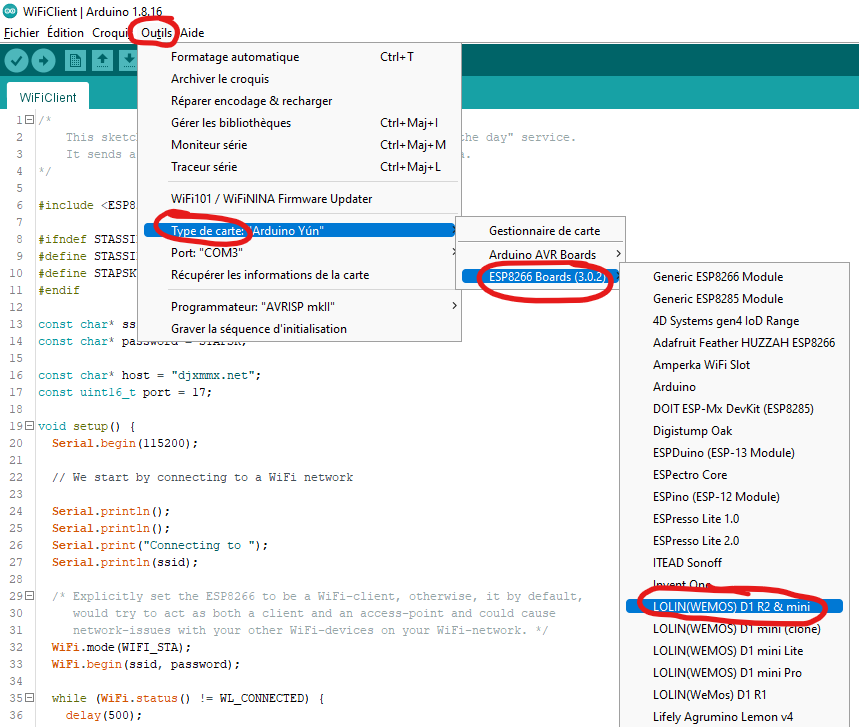 WiFiClient | Arduino 1.8.16
Fichier Édition Croqui Outils Aide
WiFiClient
Formatage automatique Ctrl+T
Archiver le croquis
Réparer encodage & recharger
Gérer les bibliothèques Ctrl+Maj+I
Moniteur série Ctrl+Maj+M
Traceur série Ctrl+Maj+L
WiFi101 / WiFiNINA Firmware Updater
Type de carte: "Arduino Yún"
Port: "COM3"
Récupérer les informations de la carte
Programmateur: "AVRISP mkII"
Graver la séquence d'initialisation
Gestionnaire de carte
Arduino AVR Boards
ESP8266 Boards (3.0.2)
Generic ESP8266 Module
Generic ESP8285 Module
4D Systems gen4 IoD Range
Adafruit Feather HUZZAH ESP8266
Amperka WiFi Slot
Arduino
DOIT ESP-Mx DevKit (ESP8285)
Digistump Oak
ESPDuino (ESP-13 Module)
ESPectro Core
ESPino (ESP-12 Module)
ESPresso Lite 1.0
ESPresso Lite 2.0
ITEAD Sonoff
Invent One
LOLIN(WEMOS) D1 R2 & mini
LOLIN(WEMOS) D1 mini (clone)
LOLIN(WEMOS) D1 mini Lite
LOLIN(WEMOS) D1 mini Pro
LOLIN(WeMos) D1 R1
Lifely Agrumino Lemon v4
1 /*
2 This sketc he day" service.
3 It sends a a.
4 */
5
6 #include <ESP8
7
8 #ifndef STASSI
9 #define STASSI
10 #define STAPSK
11 #endif
12
13 const char* ss
14 const char* password = STAPSK;
15
16 const char* host = "djxmmx.net";
17 const uint16_t port = 17;
18
19 void setup() {
20 Serial.begin(115200);
21
22 // We start by connecting to a WiFi network
23
24 Serial.println();
25 Serial.println();
26 Serial.print("Connecting to ");
27 Serial.println(ssid);
28
29 /* Explicitly set the ESP8266 to be a WiFi-client, otherwise, it by default,
30 would try to act as both a client and an access-point and could cause
31 network-issues with your other WiFi-devices on your WiFi-network. */
32 WiFi.mode(WIFI_STA);
33 WiFi.begin(ssid, password);
34
35 while (WiFi.status() != WL_CONNECTED) {
36 delay(500);